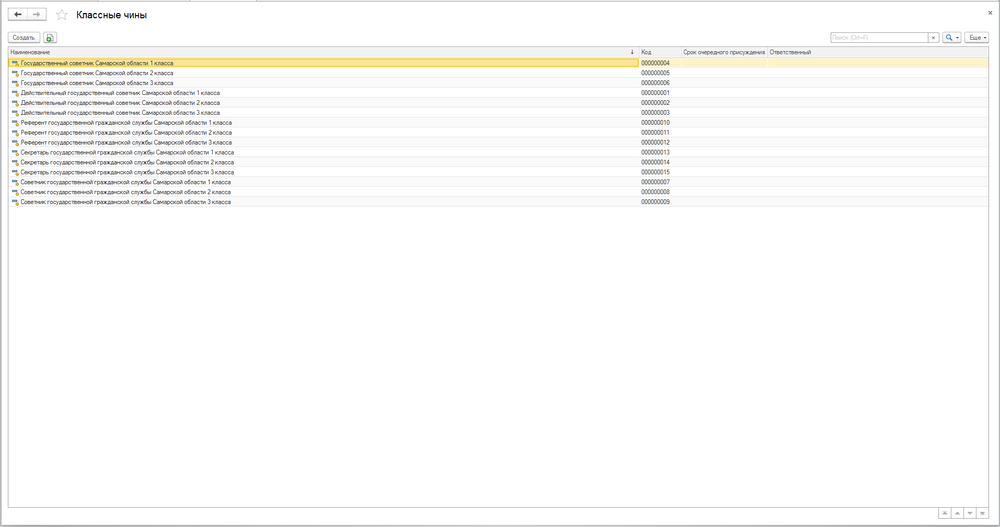 Классные чины
×
Создать
Поиск (Ctrl+F) × Еще
Наименование ↓ Код Срок очередного присуждения Ответственный
Государственный советник Самарской области 1 класса 000000004
Государственный советник Самарской области 2 класса 000000005
Государственный советник Самарской области 3 класса 000000006
Действительный государственный советник Самарской области 1 класса 000000001
Действительный государственный советник Самарской области 2 класса 000000002
Действительный государственный советник Самарской области 3 класса 000000003
Референт государственной гражданской службы Самарской области 1 класса 000000010
Референт государственной гражданской службы Самарской области 2 класса 000000011
Референт государственной гражданской службы Самарской области 3 класса 000000012
Секретарь государственной гражданской службы Самарской области 1 класса 000000013
Секретарь государственной гражданской службы Самарской области 2 класса 000000014
Секретарь государственной гражданской службы Самарской области 3 класса 000000015
Советник государственной гражданской службы Самарской области 1 класса 000000007
Советник государственной гражданской службы Самарской области 2 класса 000000008
Советник государственной гражданской службы Самарской области 3 класса 000000009